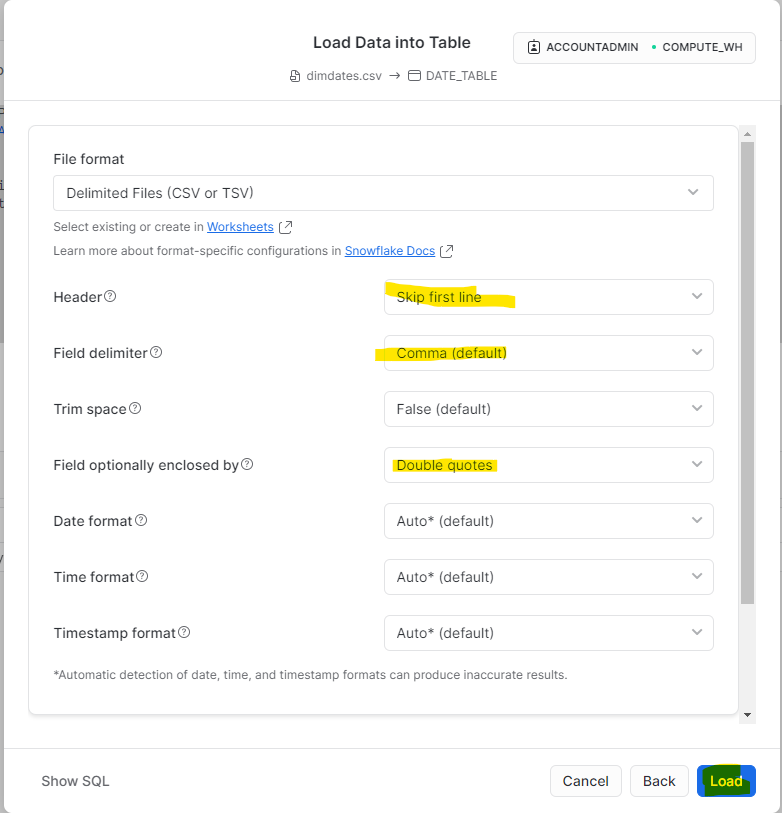 Load Data into Table
ACCOUNTADMIN • COMPUTE_WH
dimdates.csv → DATE_TABLE
File format
Delimited Files (CSV or TSV)
Select existing or create in Worksheets
Learn more about format-specific configurations in Snowflake Docs
Header Skip first line
Field delimiter Comma (default)
Trim space False (default)
Field optionally enclosed by Double quotes
Date format Auto* (default)
Time format Auto* (default)
Timestamp format Auto* (default)
*Automatic detection of date, time, and timestamp formats can produce inaccurate results.
Show SQL Cancel Back Load